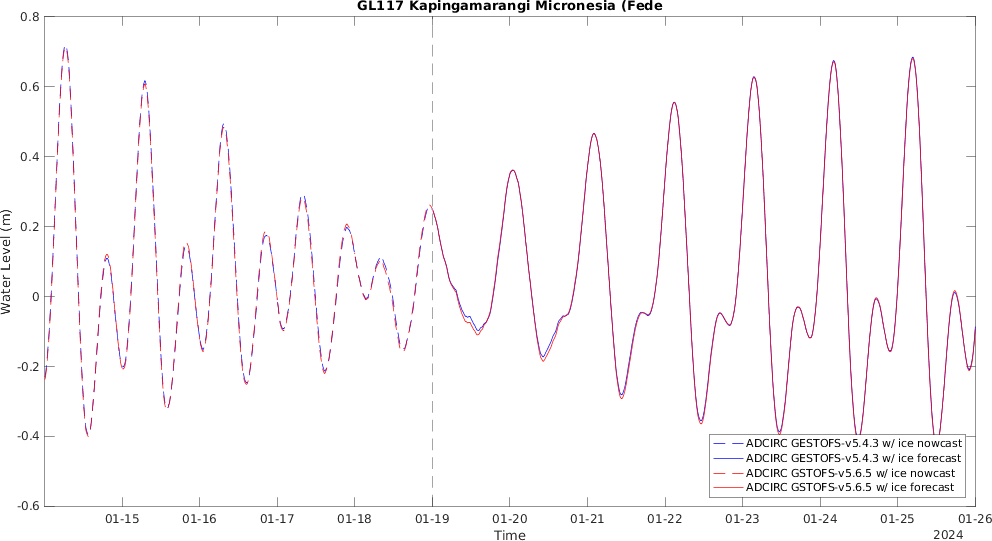 GL117 Kapingamarangi Micronesia (Fede
Water Level (m)
0.8
0.6
0.4
0.2
0
-0.2
-0.4
-0.6
ADCIRC GESTOFS-v5.4.3 w/ ice nowcast
ADCIRC GESTOFS-v5.4.3 w/ ice forecast
ADCIRC GSTOFS-v5.6.5 w/ ice nowcast
ADCIRC GSTOFS-v5.6.5 w/ ice forecast
01-15 01-16 01-17 01-18 01-19 01-20 01-21 01-22 01-23 01-24 01-25 01-26
Time
2024